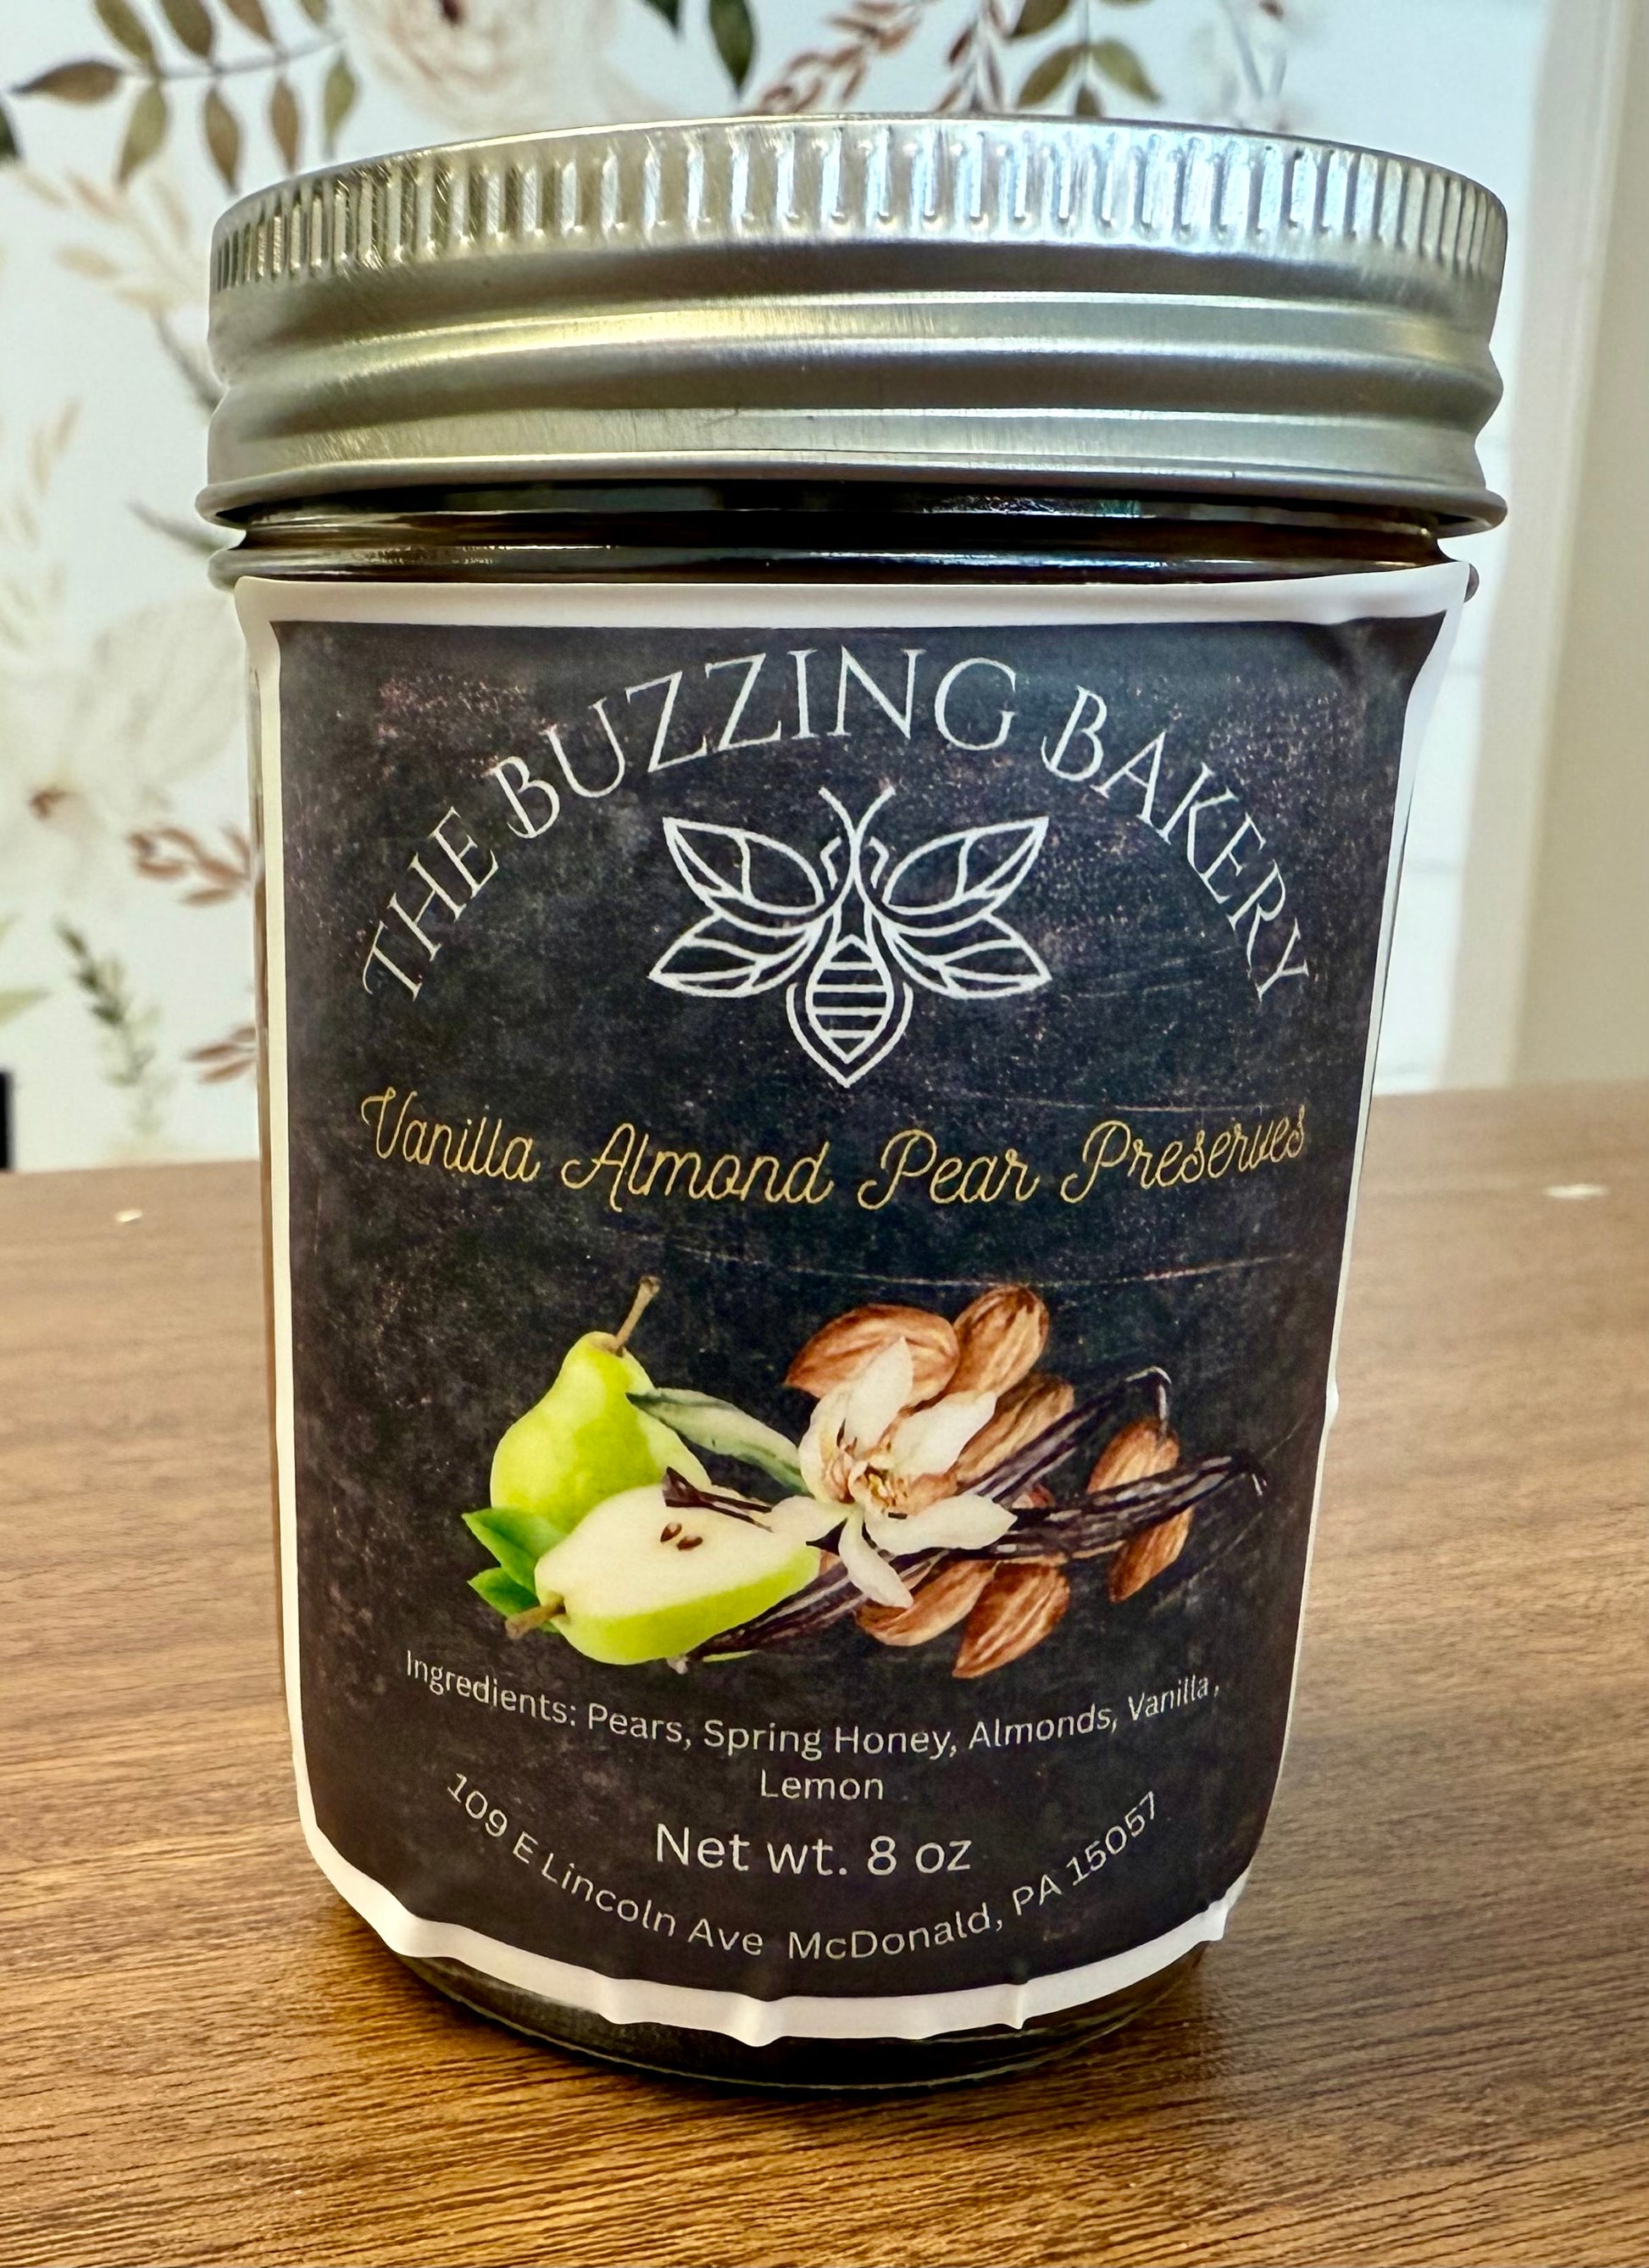 THE BUZZING BAKERY
Vanilla Almond Pear Preserves
Ingredients: Pears, Spring Honey, Almonds, Vanilla,
Lemon
Net wt. 8 oz
109 E Lincoln Ave McDonald, PA 15057